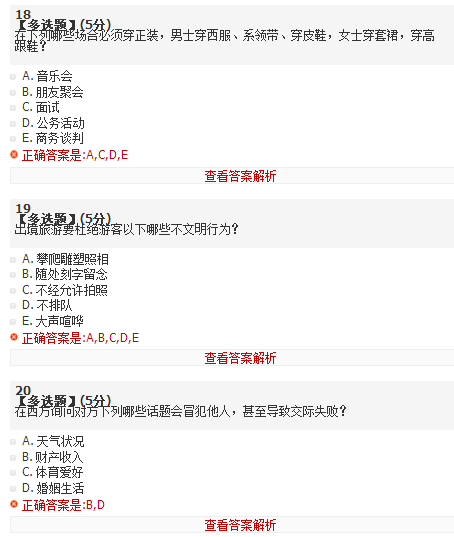 18
【多选题】(5分)
在下列哪些场合必须穿正装，男士穿西服、系领带、穿皮鞋，女士穿套裙，穿高
跟鞋？
A. 音乐会
B. 朋友聚会
C. 面试
D. 公务活动
E. 商务谈判
正确答案是:A,C,D,E
查看答案解析
19
【多选题】(5分)
出境旅游要杜绝游客以下哪些不文明行为？
A. 攀爬雕塑照相
B. 随处刻字留念
C. 不经允许拍照
D. 不排队
E. 大声喧哗
正确答案是:A,B,C,D,E
查看答案解析
20
【多选题】(5分)
在西方询问对方下列哪些话题会冒犯他人，甚至导致交际失败？
A. 天气状况
B. 财产收入
C. 体育爱好
D. 婚姻生活
正确答案是:B,D
查看答案解析